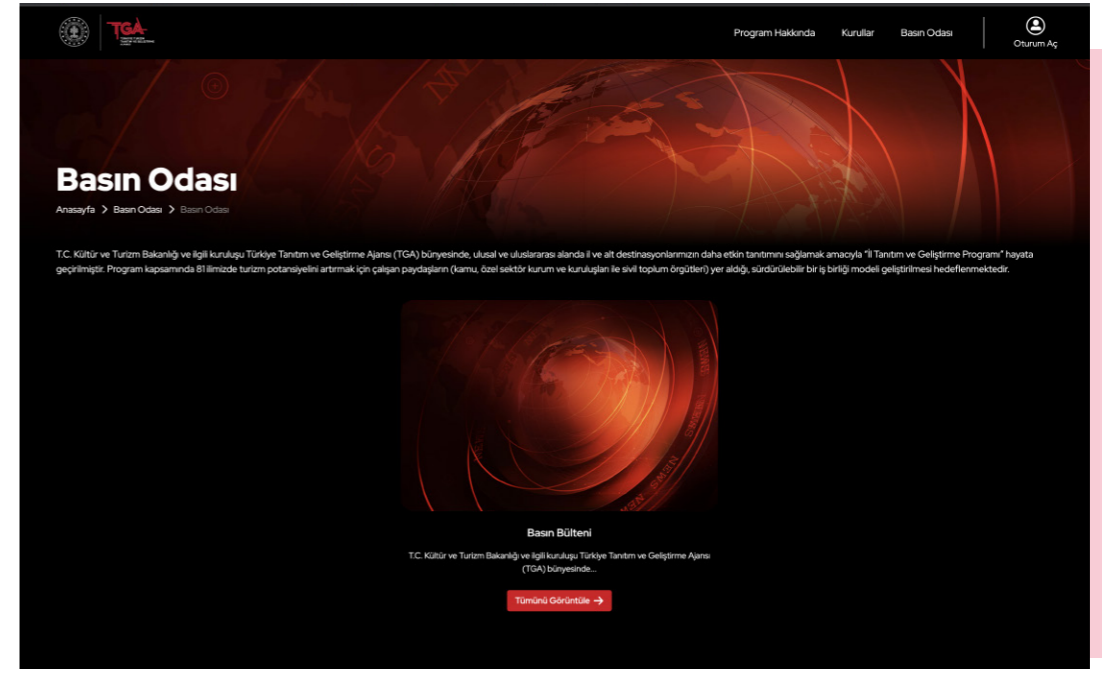 TGA
Program Hakkında
Kurullar
Basın Odası
Oturum Aç
NEWS
Basın Odası
Anasayfa > Basın Odası > Basın Odası
T.C. Kültür ve Turizm Bakanlığı ve ilgili kuruluşu Türkiye Tanıtım ve Geliştirme Ajansı (TGA) bünyesinde, ulusal ve uluslararası alanda il ve alt destinasyonlarımızın daha etkin tanıtımını sağlamak amacıyla "İl Tanıtım ve Geliştirme Programı" hayata
geçirilmiştir. Program kapsamında 81 ilimizde turizm potansiyelini artırmak için çalışan paydaşların (kamu, özel sektör kurum ve kuruluşları ile sivil toplum örgütleri) yer aldığı, sürdürülebilir bir iş birliği modeli geliştirilmesi hedeflenmektedir.
NEWS
NEWS
NEWS
Basın Bülteni
T.C. Kültür ve Turizm Bakanlığı ve ilgili kuruluşu Türkiye Tanıtım ve Geliştirme Ajansı
(TGA) bünyesinde...
Tümünü Görüntüle →